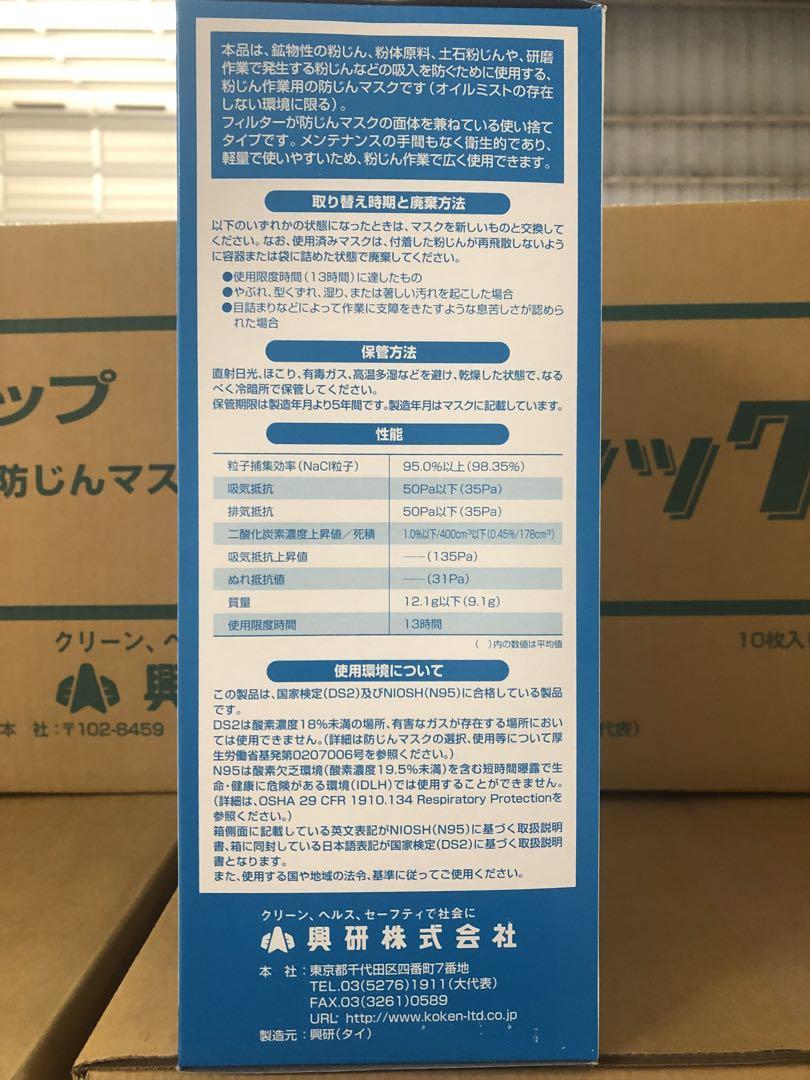 本品は、鉱物性の粉じん、粉体原料、土石粉じんや、研磨
作業で発生する粉じんなどの吸入を防ぐために使用する、
粉じん作業用の防じんマスクです(オイルミストの存在
しない環境に限る)。
フィルターが防じんマスクの面体を兼ねている使い捨て
タイプです。メンテナンスの手間もなく衛生的であり、
軽量で使いやすいため、粉じん作業で広く使用できます。
取り替え時期と廃棄方法
以下のいずれかの状態になったときは、マスクを新しいものと交換して
ください。なお、使用済みマスクは、付着した粉じんが再飛散しないよう
に容器または袋に詰めた状態で廃棄してください。
●使用限度時間(13時間)に達したもの
●やぶれ、型くずれ、湿り、または著しい汚れを起こした場合
●目詰まりなどによって作業に支障をきたすような息苦しさが認めら
れた場合
保管方法
直射日光、ほこり、有毒ガス、高温多湿などを避け、乾燥した状態で、なる
べく冷暗所で保管してください。
保管期限は製造年月より5年間です。製造年月はマスクに記載しています。
性能
粒子捕集効率(NaCl粒子) 95.0%以上(98.35%)
吸気抵抗 50Pa以下(35Pa)
排気抵抗 50Pa以下(35Pa)
二酸化炭素濃度上昇値/死積 1.0%以下/400cm³以下(0.45%/178cm³)
吸気抵抗上昇値 ——(135Pa)
ぬれ抵抗値 ——(31Pa)
質量 12.1g以下(9.1g)
使用限度時間 13時間
( )内の数値は平均値
使用環境について
この製品は、国家検定(DS2)及びNIOSH(N95)に合格している製品
です。
DS2は酸素濃度18%未満の場所、有害なガスが存在する場所におい
ては使用できません。(詳細は防じんマスクの選択、使用等について厚
生労働省基発第0207006号を参照ください。)
N95は酸素欠乏環境(酸素濃度19.5%未満)を含む短時間曝露で生
命・健康に危険がある環境(IDLH)では使用することができません。
(詳細は、OSHA 29 CFR 1910.134 Respiratory Protectionを
参照ください。)
箱側面に記載している英文表記がNIOSH(N95)に基づく取扱説明
書、箱に同封している日本語表記が国家検定(DS2)に基づく取扱説明
書となります。
また、使用する国や地域の法令、基準に従ってご使用ください。
クリーン、ヘルス、セーフティで社会に
興研株式会社
本 社:東京都千代田区四番町7番地
TEL.03(5276)1911(大代表)
FAX.03(3261)0589
URL http://www.koken-ltd.co.jp
製造元:興研(タイ)
ップ
防じんマス
クリーン、ヘ
興
本 社:〒102-8459
ック
10枚入
代表)